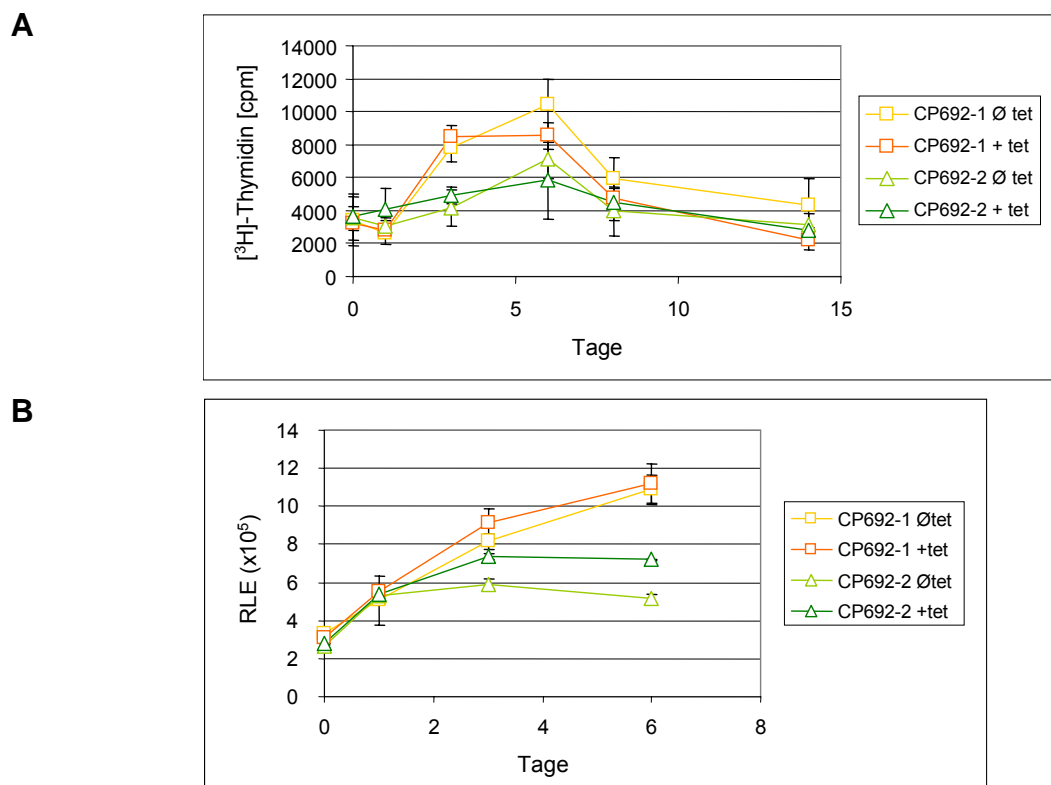 A
[³H]-Thymidin [cpm]
14000
12000
10000
8000
6000
4000
2000
0
0 5 10 15
Tage
CP692-1 Ø tet
CP692-1 + tet
CP692-2 Ø tet
CP692-2 + tet
B
RLE (x10⁵)
14
12
10
8
6
4
2
0
0 2 4 6 8
Tage
CP692-1 Øtet
CP692-1 +tet
CP692-2 Øtet
CP692-2 +tet